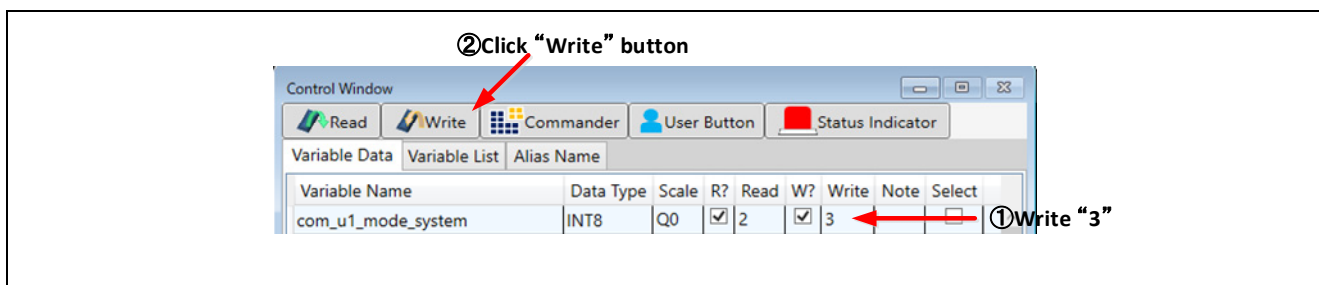 ②Click “Write” button
Control Window
Read Write Commander User Button Status Indicator
Variable Data Variable List Alias Name
Variable Name Data Type Scale R? Read W? Write Note Select
com_u1_mode_system INT8 Q0 2 3
①Write “3”